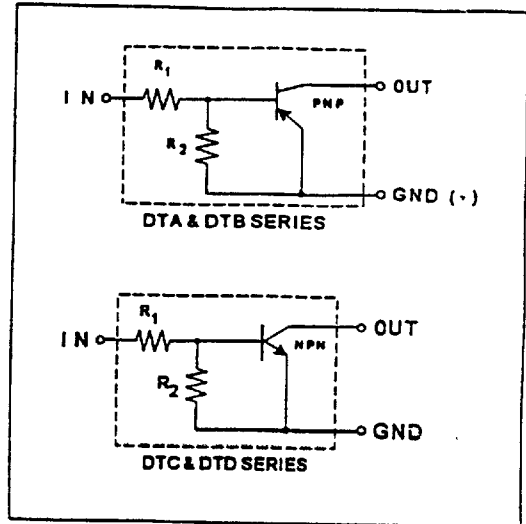 R1
IN
PNP
OUT
R2
GND (+)
DTA & DTB SERIES
R1
IN
NPN
OUT
R2
GND
DTC & DTD SERIES